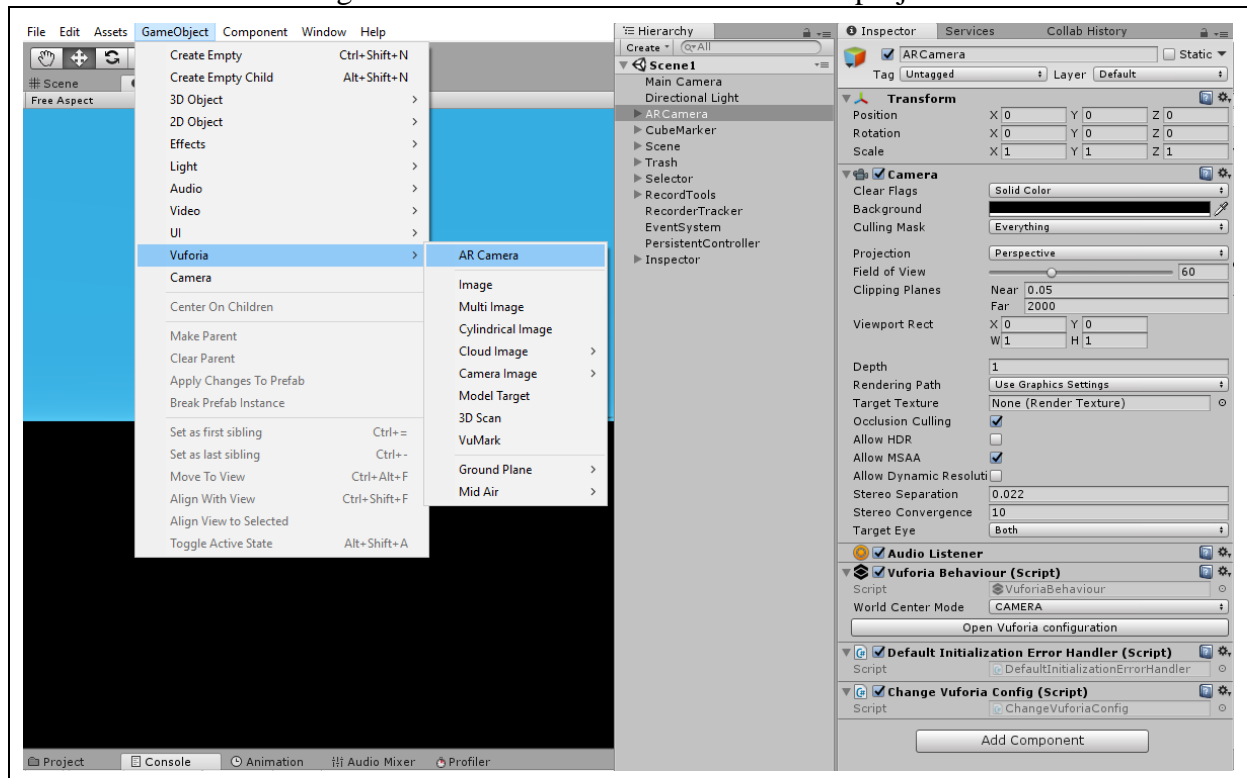 File Edit Assets GameObject Component Window Help
# Scene
Free Aspect
Create Empty Ctrl+Shift+N
Create Empty Child Alt+Shift+N
3D Object >
2D Object >
Effects >
Light >
Audio >
Video >
UI >
Vuforia >
Camera
Center On Children
Make Parent
Clear Parent
Apply Changes To Prefab
Break Prefab Instance
Set as first sibling Ctrl+=
Set as last sibling Ctrl+-
Move To View Ctrl+Alt+F
Align With View Ctrl+Shift+F
Align View to Selected
Toggle Active State Alt+Shift+A
AR Camera
Image
Multi Image
Cylindrical Image
Cloud Image >
Camera Image >
Model Target
3D Scan
VuMark
Ground Plane >
Mid Air >
Project Console Animation Audio Mixer Profiler
Hierarchy
Create All
Scene1
Main Camera
Directional Light
ARCamera
CubeMarker
Scene
Trash
Selector
RecordTools
RecorderTracker
EventSystem
PersistentController
Inspector
Inspector Services Collab History
ARCamera Static
Tag Untagged Layer Default
Transform
Position X 0 Y 0 Z 0
Rotation X 0 Y 0 Z 0
Scale X 1 Y 1 Z 1
Camera
Clear Flags Solid Color
Background
Culling Mask Everything
Projection Perspective
Field of View 60
Clipping Planes Near 0.05
Far 2000
Viewport Rect X 0 Y 0
W 1 H 1
Depth 1
Rendering Path Use Graphics Settings
Target Texture None (Render Texture)
Occlusion Culling
Allow HDR
Allow MSAA
Allow Dynamic Resoluti
Stereo Separation 0.022
Stereo Convergence 10
Target Eye Both
Audio Listener
Vuforia Behaviour (Script)
Script VuforiaBehaviour
World Center Mode CAMERA
Open Vuforia configuration
Default Initialization Error Handler (Script)
Script DefaultInitializationErrorHandler
Change Vuforia Config (Script)
Script ChangeVuforiaConfig
Add Component